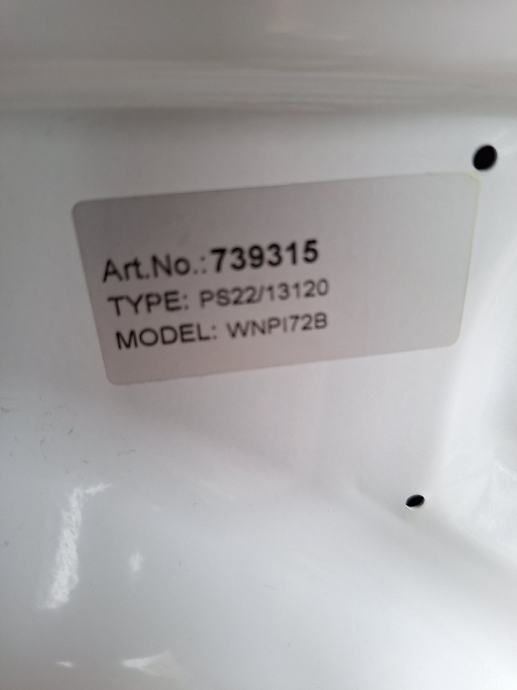 Art.No.:739315
TYPE: PS22/13120
MODEL: WNPI72B